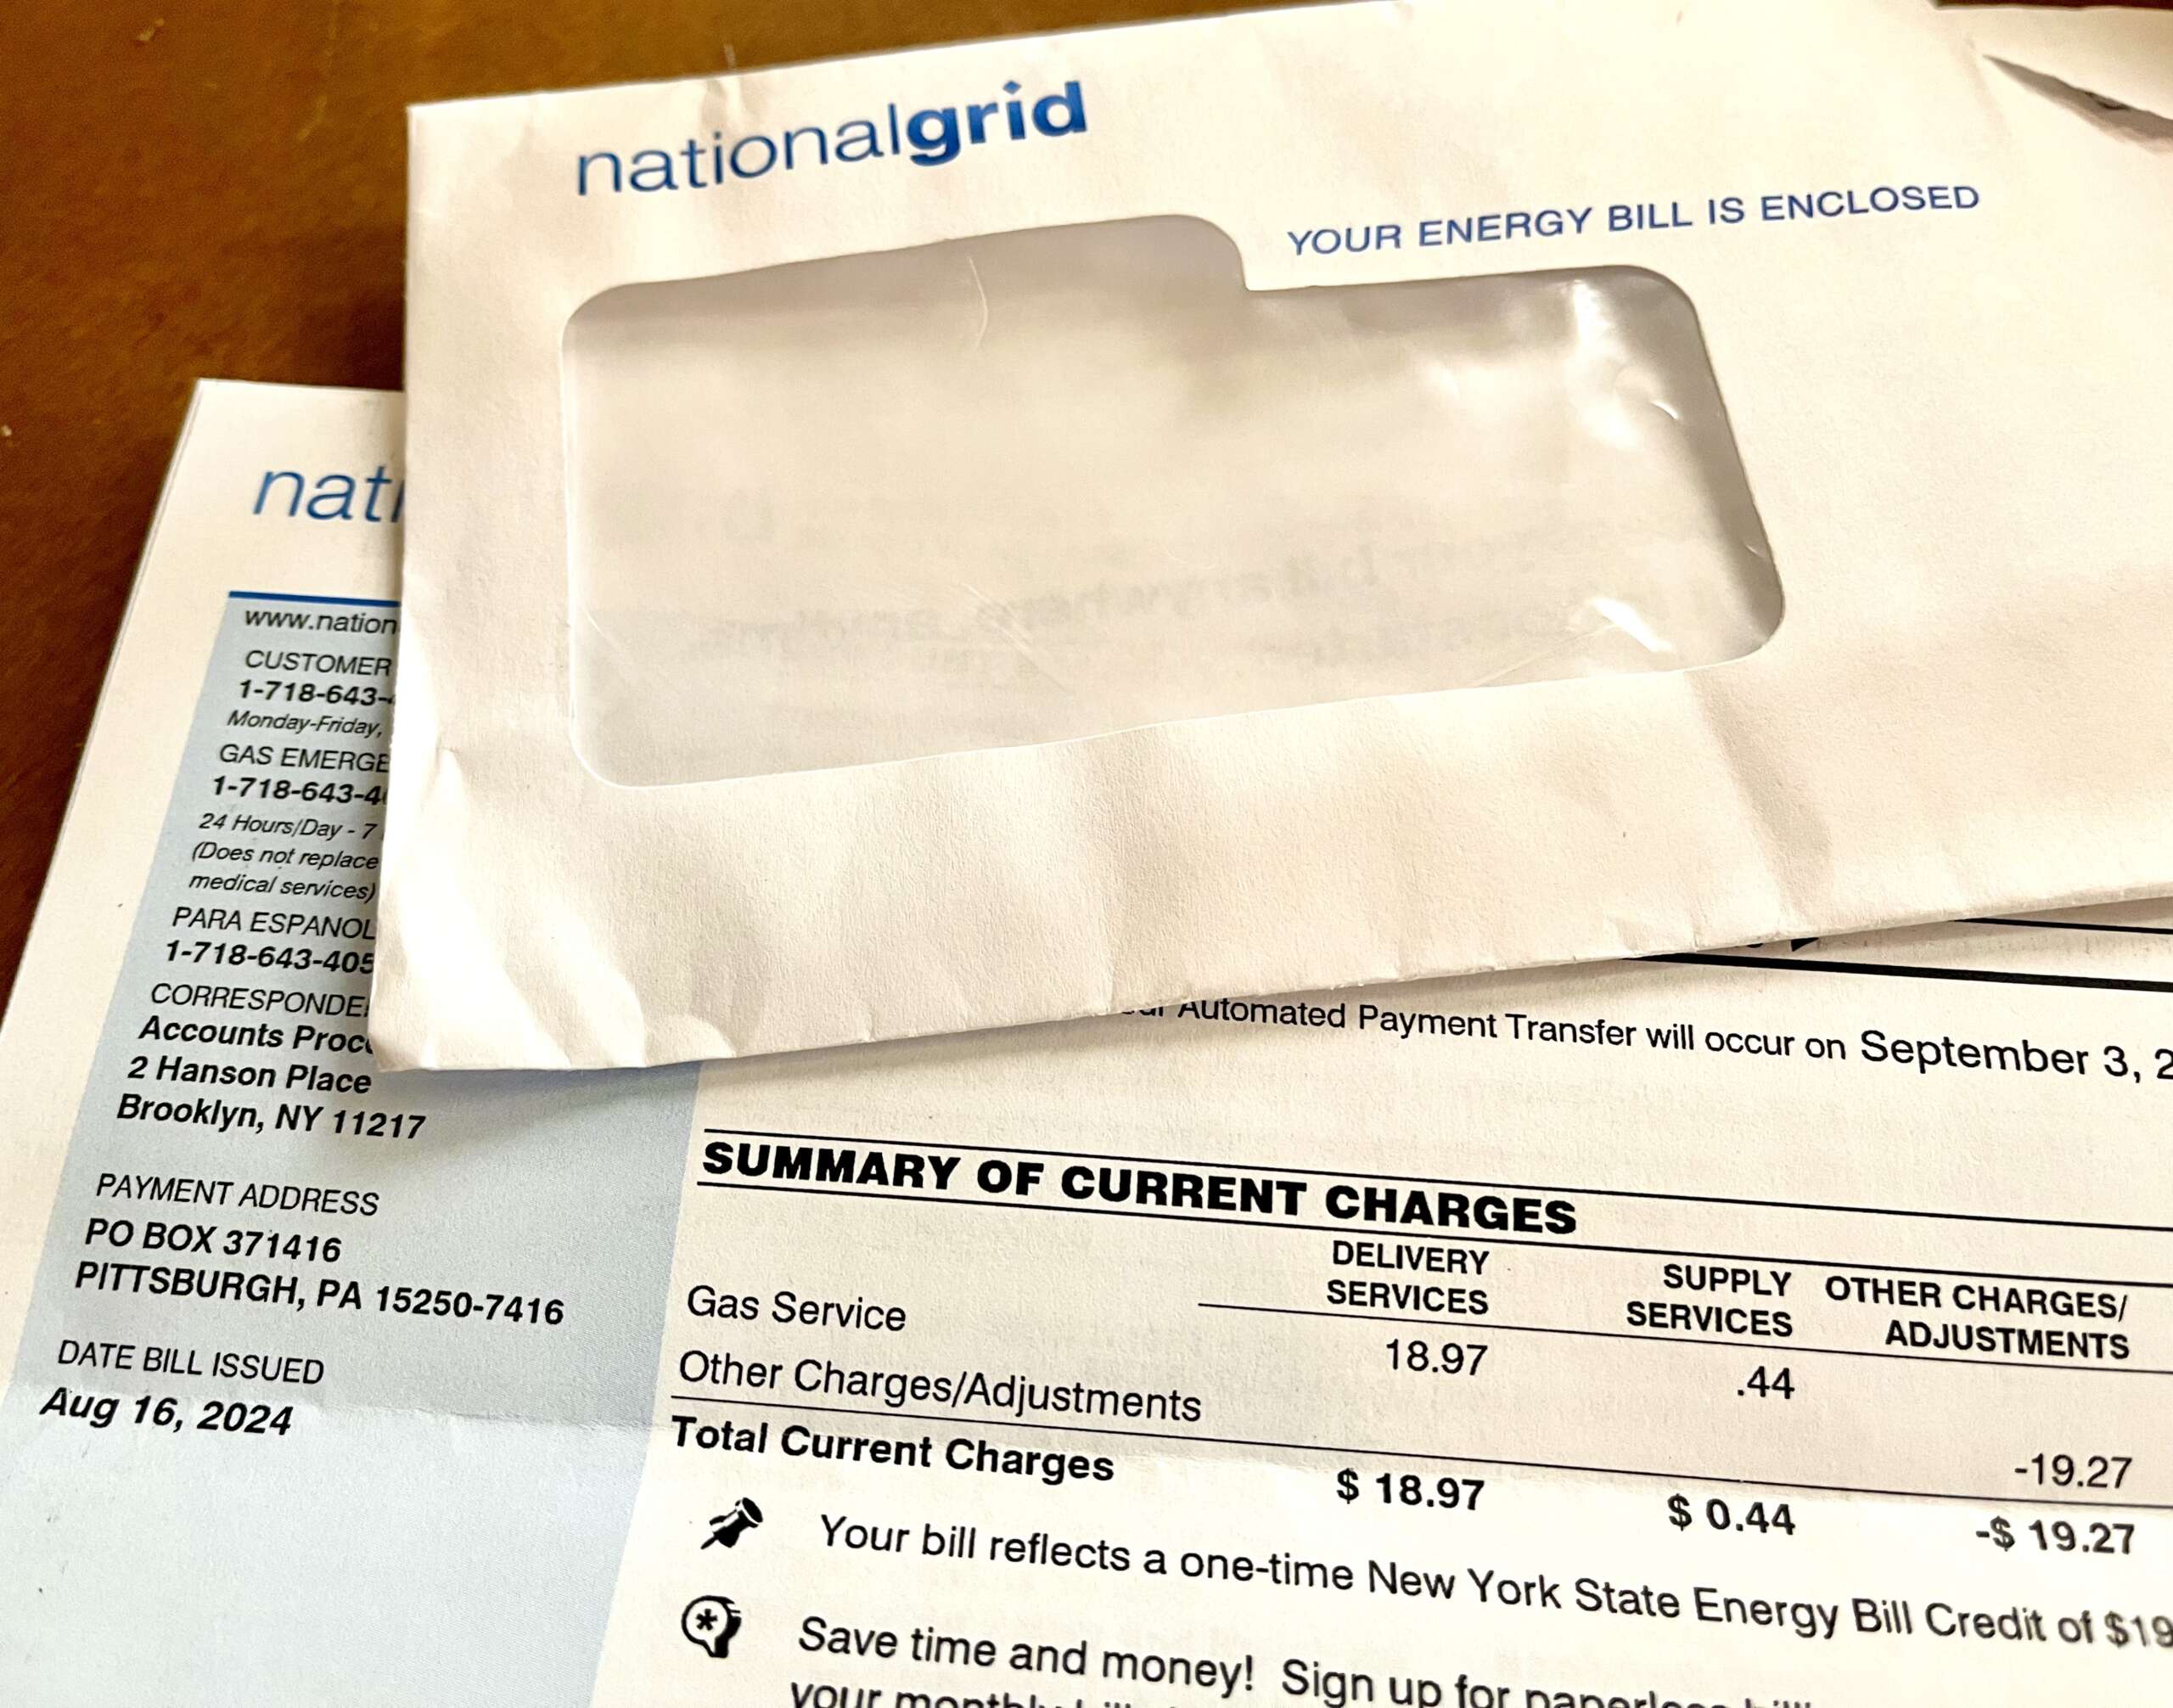 nationalgrid
YOUR ENERGY BILL IS ENCLOSED
nati
www.nation
CUSTOMER
1-718-643-
Monday-Friday,
GAS EMERGE
1-718-643-4
24 Hours/Day - 7
(Does not replace
medical services)
PARA ESPANOL
1-718-643-405
CORRESPONDE
Accounts Proc
2 Hanson Place
Brooklyn, NY 11217
PAYMENT ADDRESS
PO BOX 371416
PITTSBURGH, PA 15250-7416
DATE BILL ISSUED
Aug 16, 2024
Automated Payment Transfer will occur on September 3, 2
SUMMARY OF CURRENT CHARGES
DELIVERY SERVICES
SUPPLY SERVICES
OTHER CHARGES/ ADJUSTMENTS
Gas Service 18.97 .44
Other Charges/Adjustments -19.27
Total Current Charges $ 18.97 $ 0.44 -$ 19.27
Your bill reflects a one-time New York State Energy Bill Credit of $19
Save time and money! Sign up for paperless
your monthly